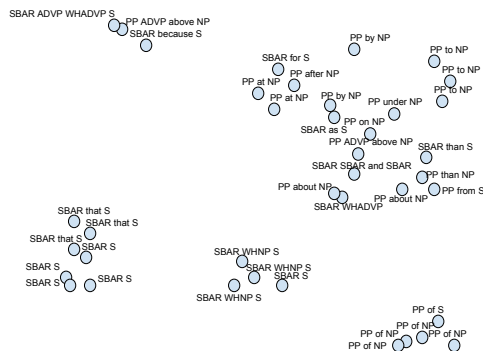 SBAR ADVP WHADVP S
PP ADVP above NP
SBAR because S
PP by NP
PP to NP
SBAR for S
PP after NP
PP to NP
PP at NP
PP by NP
PP to NP
PP at NP
PP under NP
SBAR as S
PP on NP
PP ADVP above NP
SBAR than S
SBAR SBAR and SBAR
PP than NP
PP about NP
PP about NP
PP from S
SBAR WHADVP
SBAR that S
SBAR that S
SBAR that S
SBAR S
SBAR WHNP S
SBAR S
SBAR WHNP S
SBAR S
SBAR S
SBAR S
SBAR WHNP S
PP of S
PP of NP
PP of NP
PP of NP
PP of NP